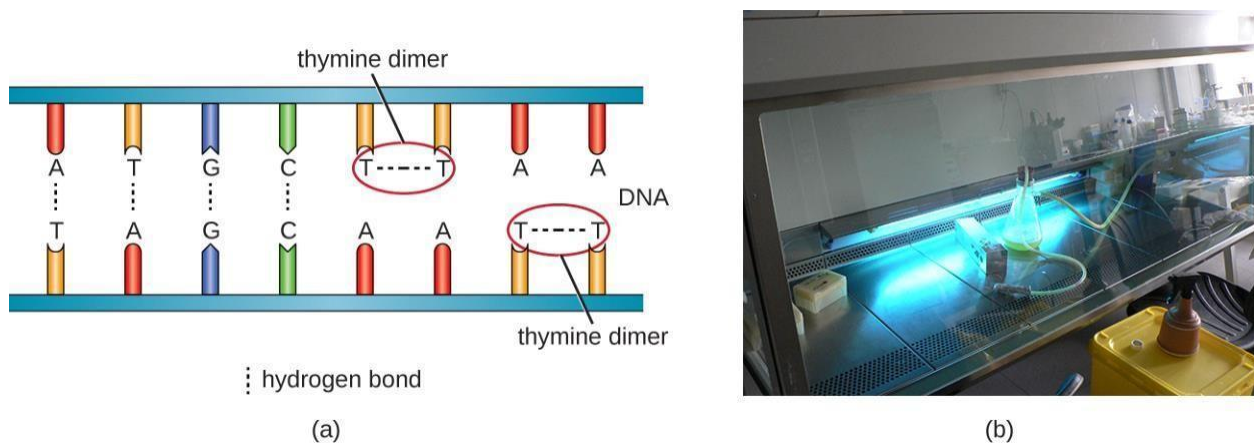 thymine dimer
A T G C T T A A
DNA
T A G C A A T T
thymine dimer
hydrogen bond
(a) (b)